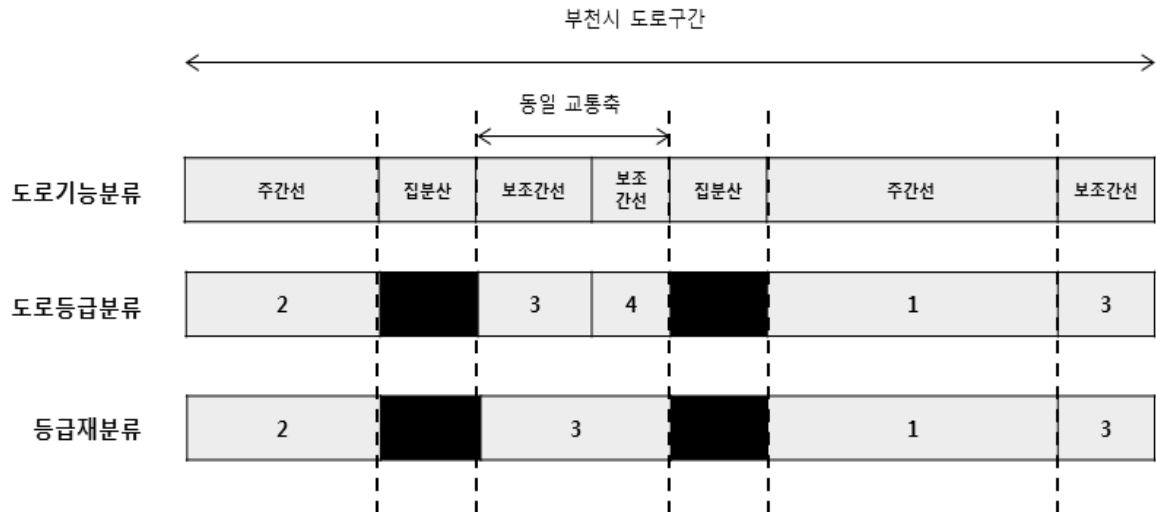 부천시 도로구간
동일 교통축
도로기능분류 주간선 집분산 보조간선 보조 간선 집분산 주간선 보조간선
도로등급분류 2 3 4 1 3
등급재분류 2 3 1 3